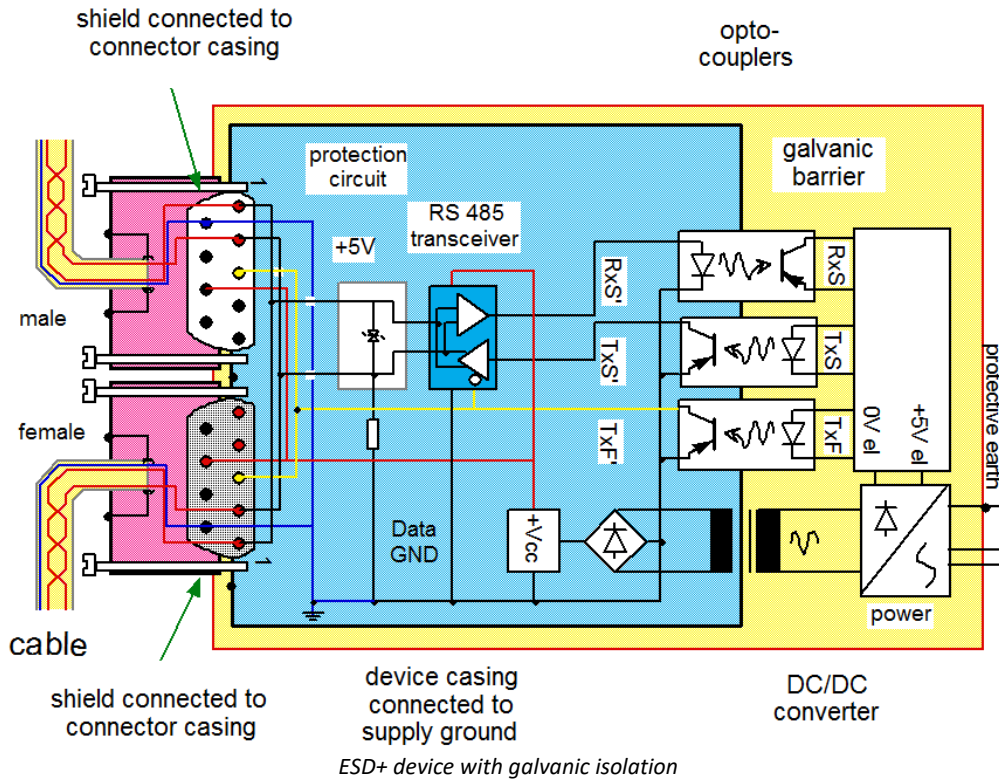 shield connected to
connector casing
opto-
couplers
protection
circuit
galvanic
barrier
1
RS 485
transceiver
+5V
RxS'
RxS
male
TxS'
TxS
protective earth
female
TxF'
TxF
0V el
+5V el
Data
GND
+Vcc
1
power
cable
shield connected to
connector casing
device casing
connected to
supply ground
DC/DC
converter
ESD+ device with galvanic isolation